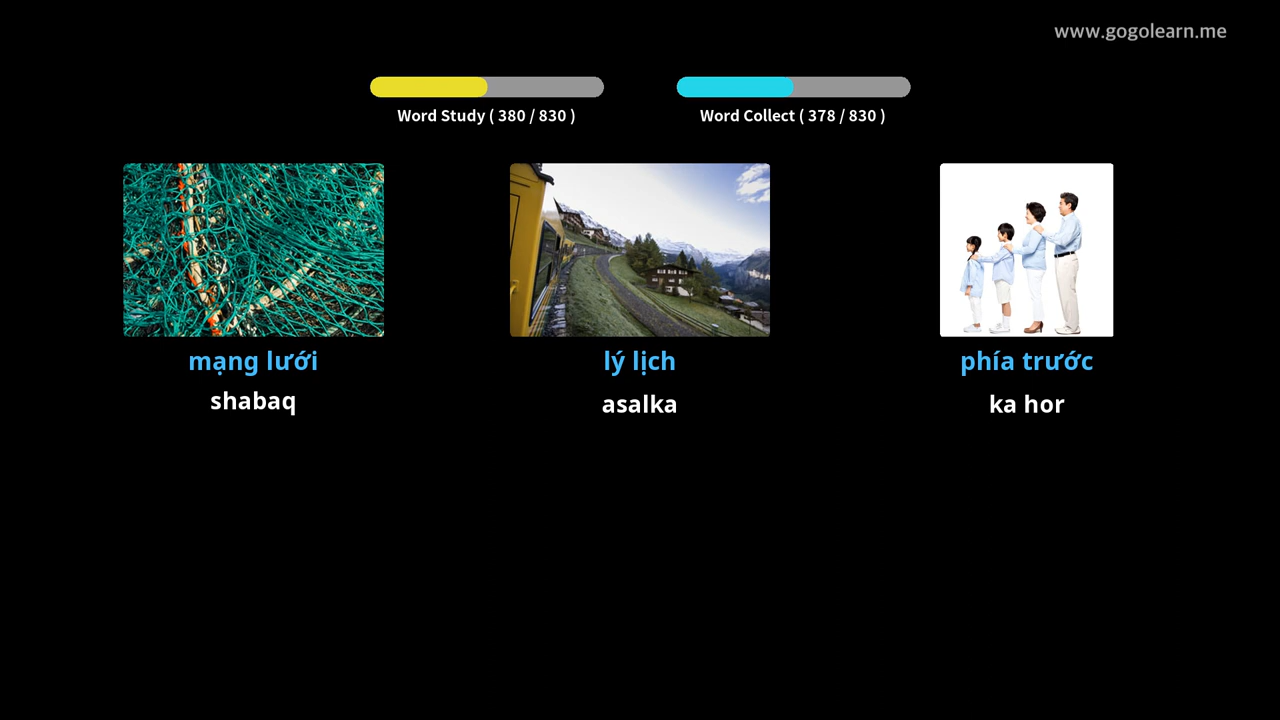 www.gogolearn.me
Word Study ( 380 / 830 )
Word Collect ( 378 / 830 )
mạng lưới
lý lịch
phía trước
shabaq
asalka
ka hor